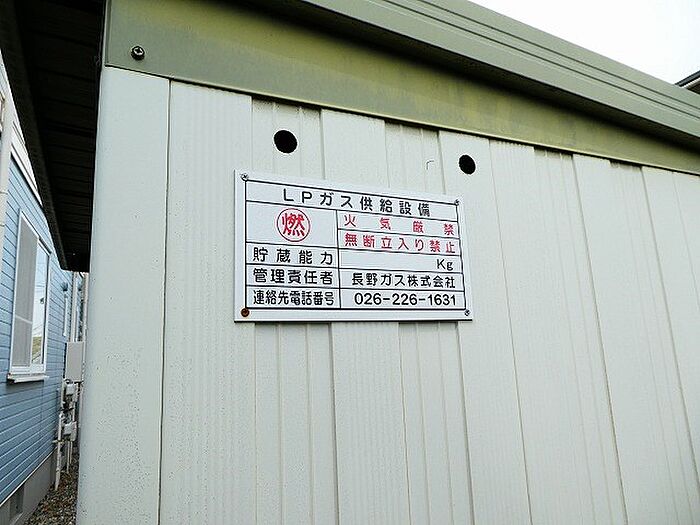 LPガス供給設備
燃
火気厳禁
無断立入り禁止
貯蔵能力 Kg
管理責任者 長野ガス株式会社
連絡先電話番号 026-226-1631